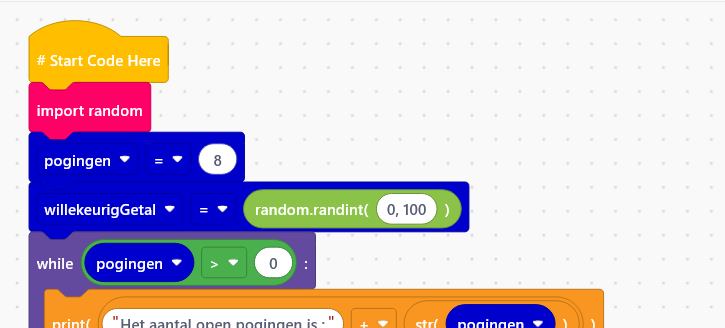 # Start Code Here
import random
pogingen = 8
willekeurigGetal = random.randint( 0, 100 )
while pogingen > 0 :
print( "Het aantal open pogingen is : " + str( pogingen ) )